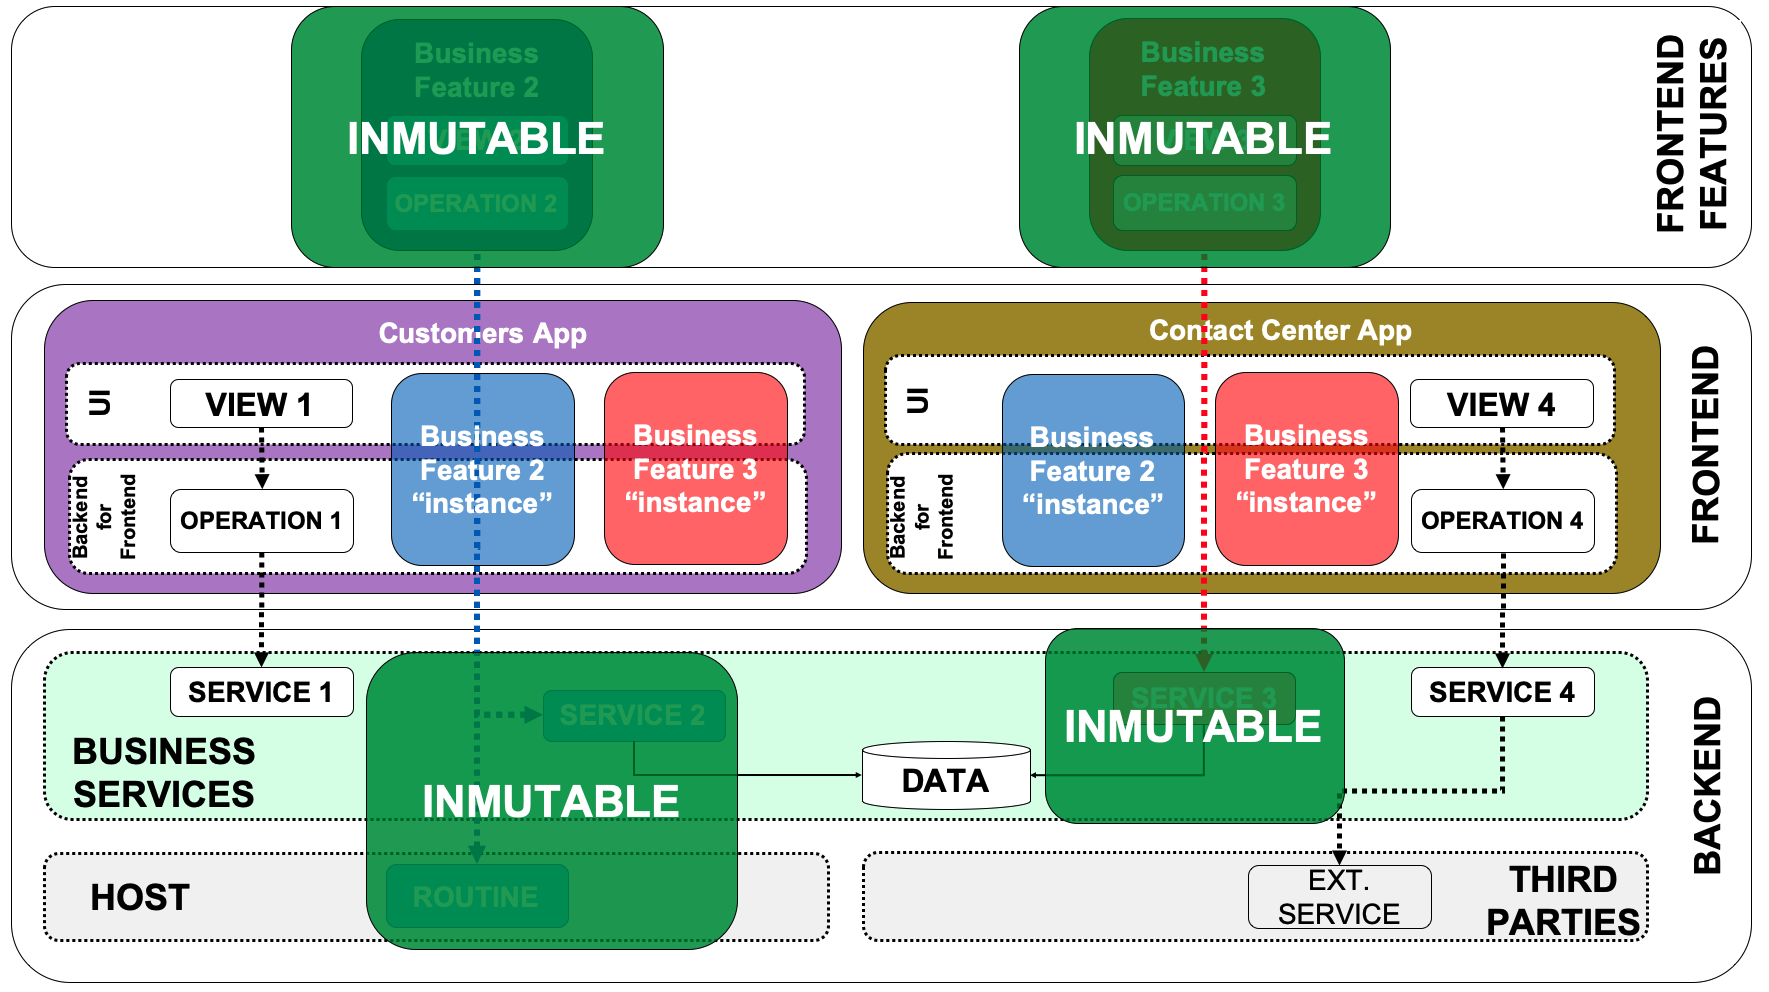 Business
Feature 2
INMUTABLE
OPERATION 2
Business
Feature 3
INMUTABLE
OPERATION 3
FRONTEND
FEATURES
Customers App
UI
VIEW 1
Backend
for
Frontend
OPERATION 1
Business
Feature 2
“instance”
Business
Feature 3
“instance”
Contact Center App
UI
Backend
for
Frontend
Business
Feature 2
“instance”
Business
Feature 3
“instance”
VIEW 4
OPERATION 4
FRONTEND
SERVICE 1
BUSINESS
SERVICES
SERVICE 2
INMUTABLE
DATA
SERVICE 3
INMUTABLE
SERVICE 4
HOST
ROUTINE
EXT.
SERVICE
THIRD
PARTIES
BACKEND